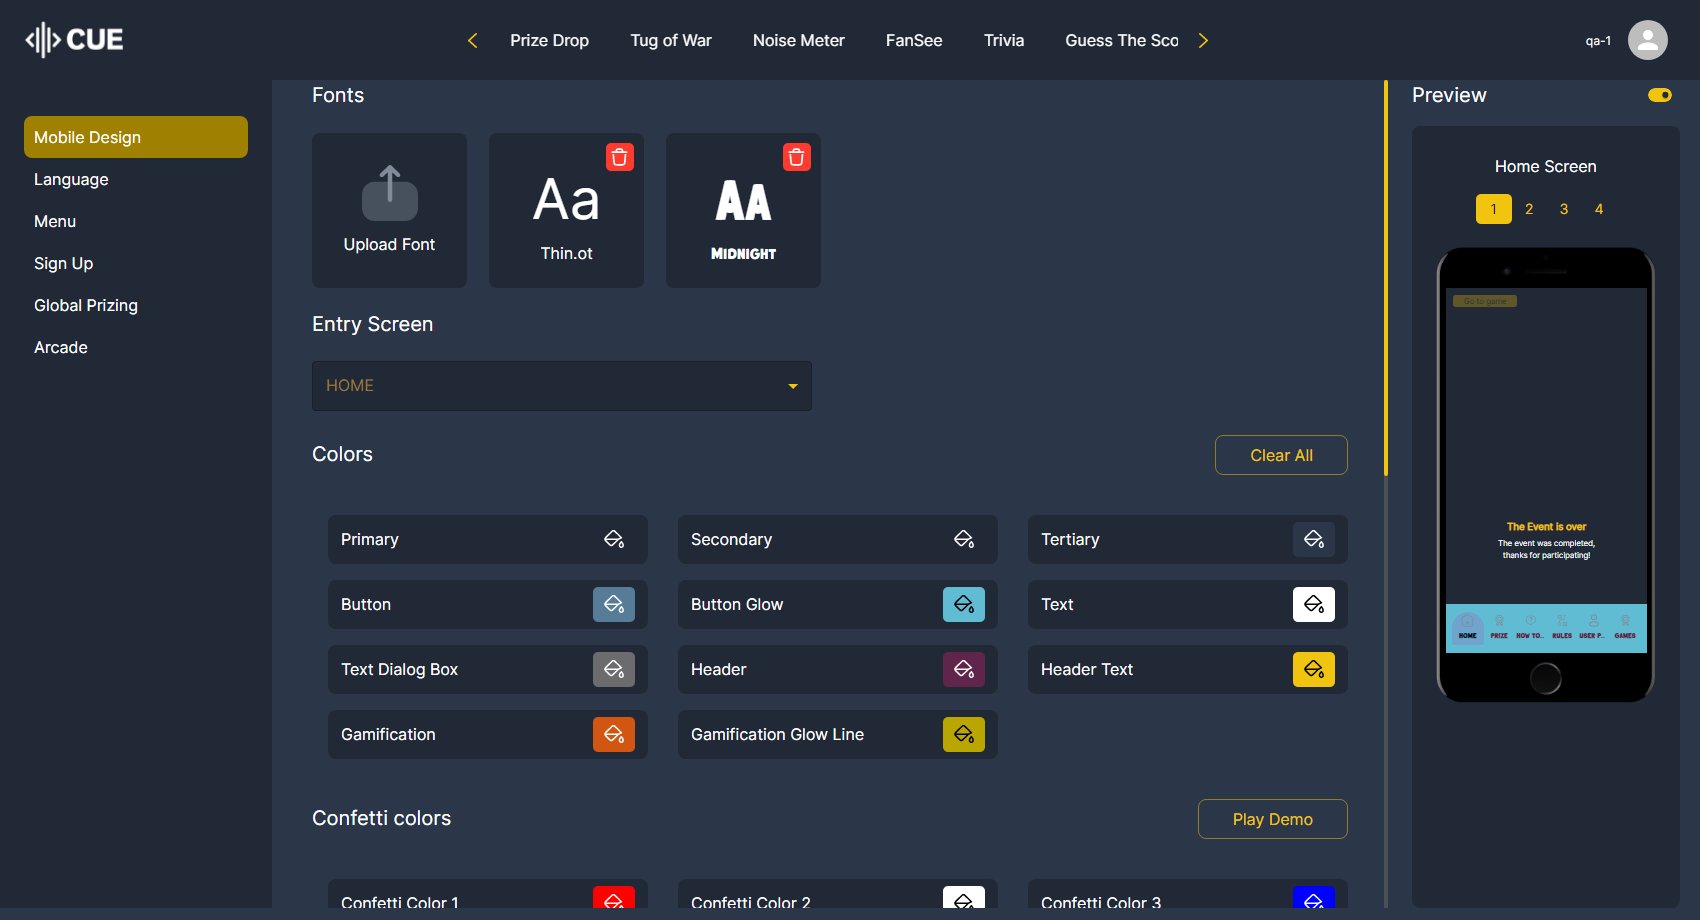 CUE
Prize Drop
Tug of War
Noise Meter
FanSee
Trivia
Guess The Sco
qa-1
Mobile Design
Language
Menu
Sign Up
Global Prizing
Arcade
Fonts
Upload Font
Aa
Thin.ot
AA
MIDNIGHT
Entry Screen
HOME
Colors
Clear All
Primary
Secondary
Tertiary
Button
Button Glow
Text
Text Dialog Box
Header
Header Text
Gamification
Gamification Glow Line
Confetti colors
Play Demo
Confetti Color 1
Confetti Color 2
Confetti Color 3
Preview
Home Screen
1 2 3 4
Go to game
The Event is over
The event was completed,
thanks for participating!
HOME PRIZE HOW TO.. RULES USER P.. GAMES